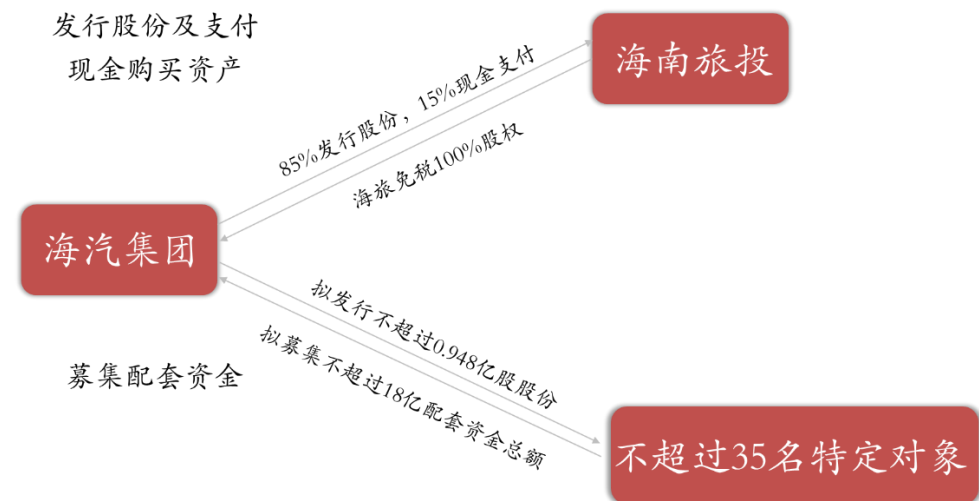 发行股份及支付
现金购买资产
海南旅投
85%发行股份，15%现金支付
海旅免税100%股权
海汽集团
拟发行不超过0.948亿股股份
拟募集不超过18亿配套资金总额
募集配套资金
不超过35名特定对象